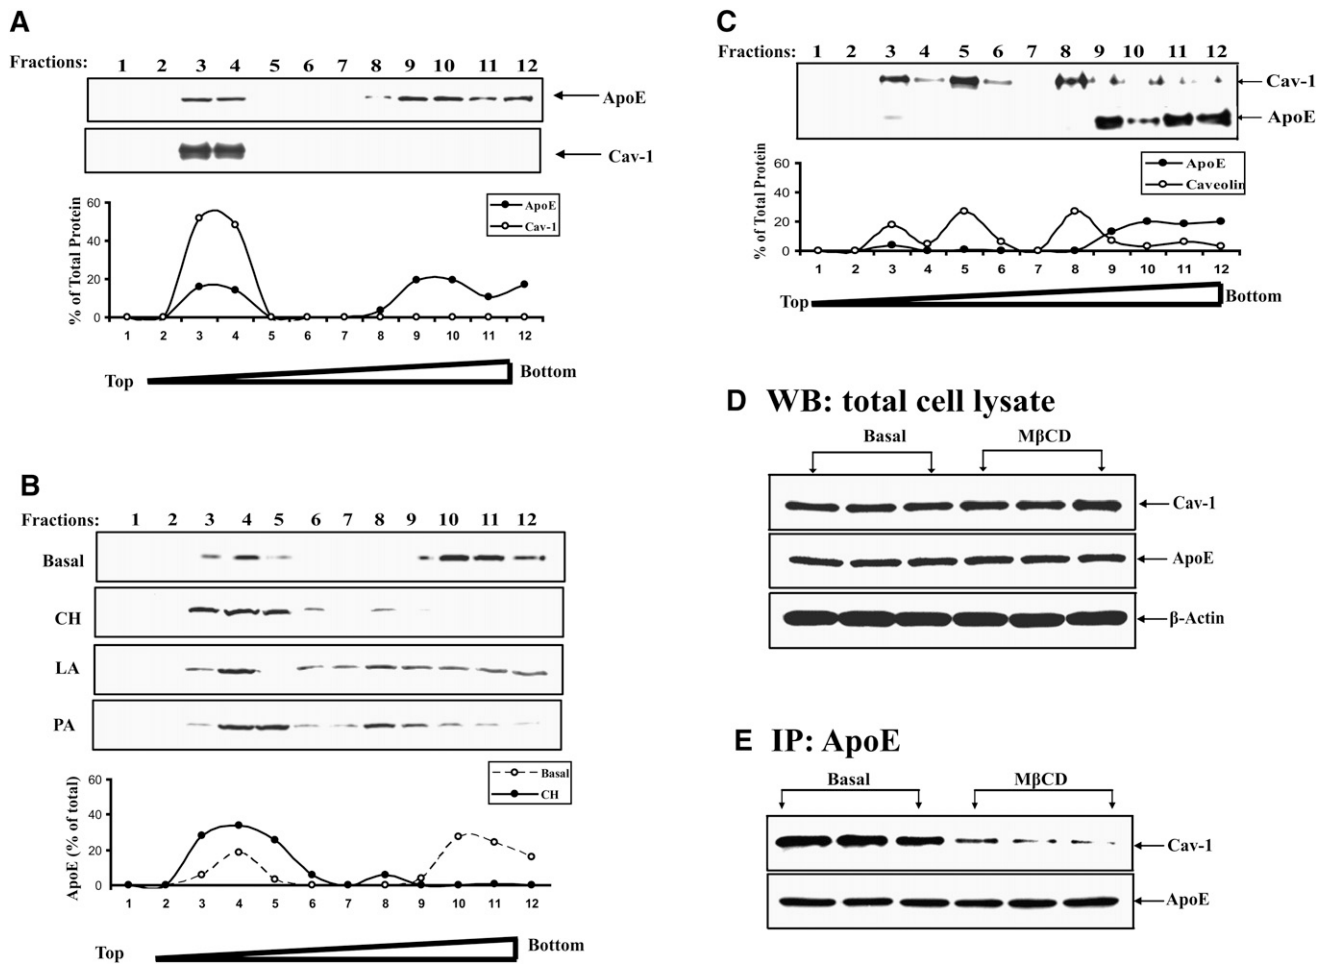 A
Fractions: 1 2 3 4 5 6 7 8 9 10 11 12
ApoE
Cav-1
% of Total Protein
60
40
20
0
ApoE
Cav-1
1 2 3 4 5 6 7 8 9 10 11 12
Top
Bottom
B
Fractions: 1 2 3 4 5 6 7 8 9 10 11 12
Basal
CH
LA
PA
ApoE (% of total)
60
40
20
0
Basal
CH
1 2 3 4 5 6 7 8 9 10 11 12
Top
Bottom
C
Fractions: 1 2 3 4 5 6 7 8 9 10 11 12
Cav-1
ApoE
% of Total Protein
60
40
20
0
ApoE
Caveolin
1 2 3 4 5 6 7 8 9 10 11 12
Top
Bottom
D WB: total cell lysate
Basal MβCD
Cav-1
ApoE
β-Actin
E IP: ApoE
Basal MβCD
Cav-1
ApoE